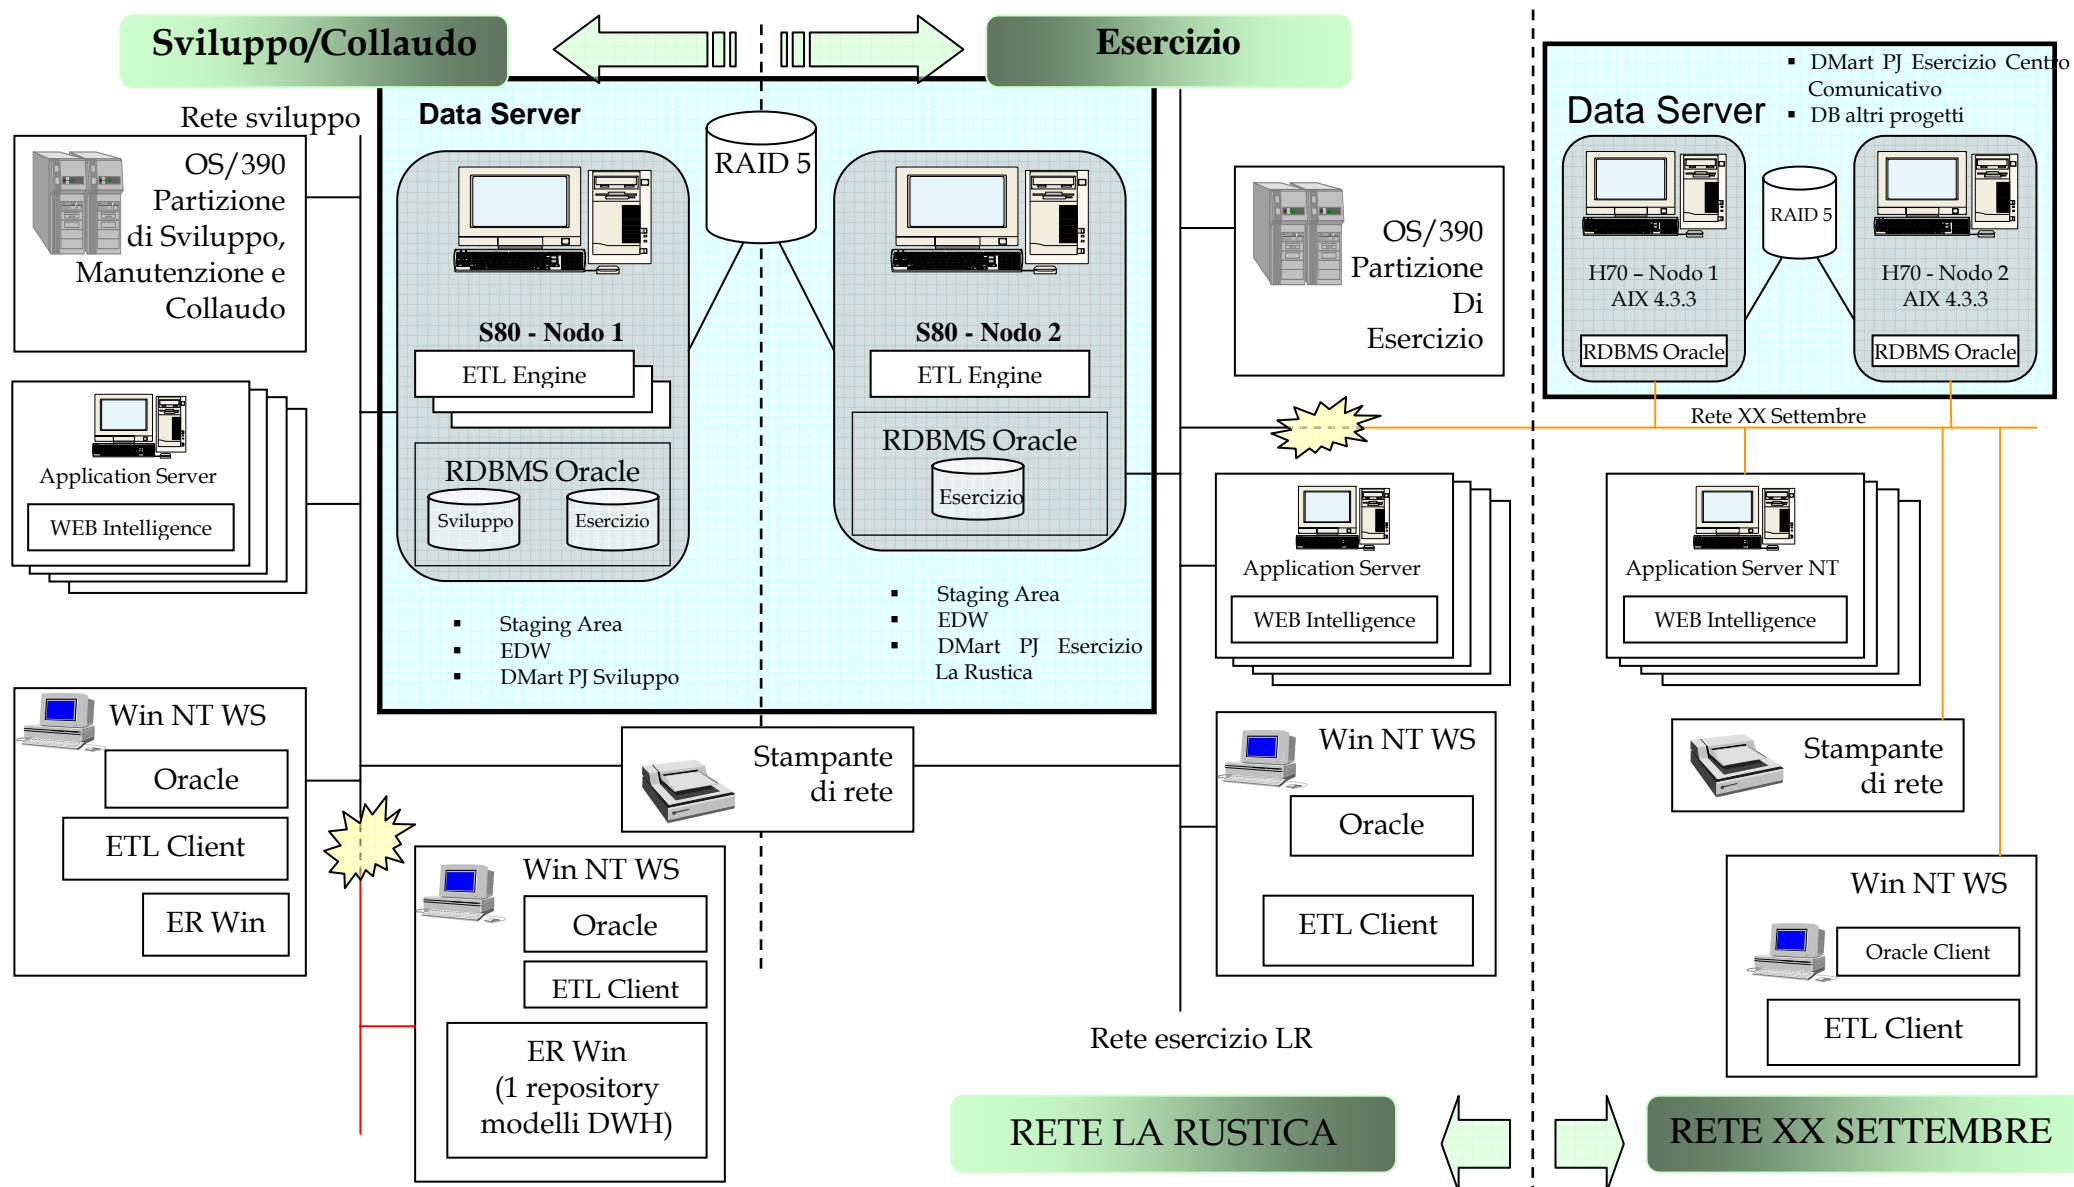 Sviluppo/Collaudo
Esercizio
Rete sviluppo
OS/390
Partizione
di Sviluppo,
Manutenzione e
Collaudo
Application Server
WEB Intelligence
Win NT WS
Oracle
ETL Client
ER Win
Win NT WS
Oracle
ETL Client
ER Win
(1 repository
modelli DWH)
Data Server
RAID 5
S80 - Nodo 1
ETL Engine
RDBMS Oracle
Sviluppo
Esercizio
▪ Staging Area
▪ EDW
▪ DMart PJ Sviluppo
S80 - Nodo 2
ETL Engine
RDBMS Oracle
Esercizio
▪ Staging Area
▪ EDW
▪ DMart PJ Esercizio
La Rustica
Stampante
di rete
OS/390
Partizione
Di
Esercizio
Application Server
WEB Intelligence
Win NT WS
Oracle
ETL Client
Rete esercizio LR
RETE LA RUSTICA
▪ DMart PJ Esercizio Centro
Comunicativo
▪ DB altri progetti
Data Server
RAID 5
H70 – Nodo 1
AIX 4.3.3
RDBMS Oracle
H70 - Nodo 2
AIX 4.3.3
RDBMS Oracle
Rete XX Settembre
Application Server NT
WEB Intelligence
Stampante
di rete
Win NT WS
Oracle Client
ETL Client
RETE XX SETTEMBRE